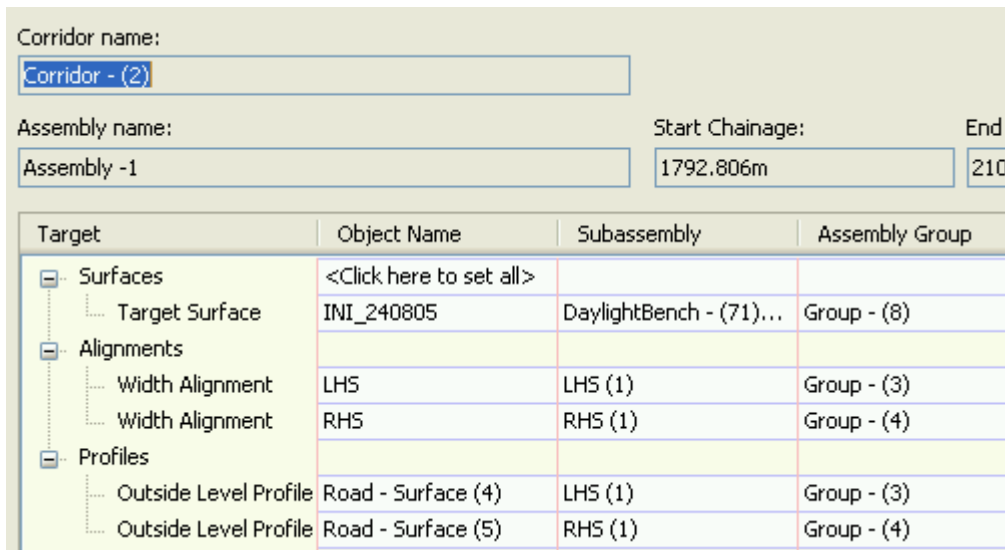 Corridor name:
Corridor - (2)
Assembly name: Start Chainage: End
Assembly -1 1792.806m 210
Target Object Name Subassembly Assembly Group
Surfaces <Click here to set all>
Target Surface INI_240805 DaylightBench - (71)... Group - (8)
Alignments
Width Alignment LHS LHS (1) Group - (3)
Width Alignment RHS RHS (1) Group - (4)
Profiles
Outside Level Profile Road - Surface (4) LHS (1) Group - (3)
Outside Level Profile Road - Surface (5) RHS (1) Group - (4)